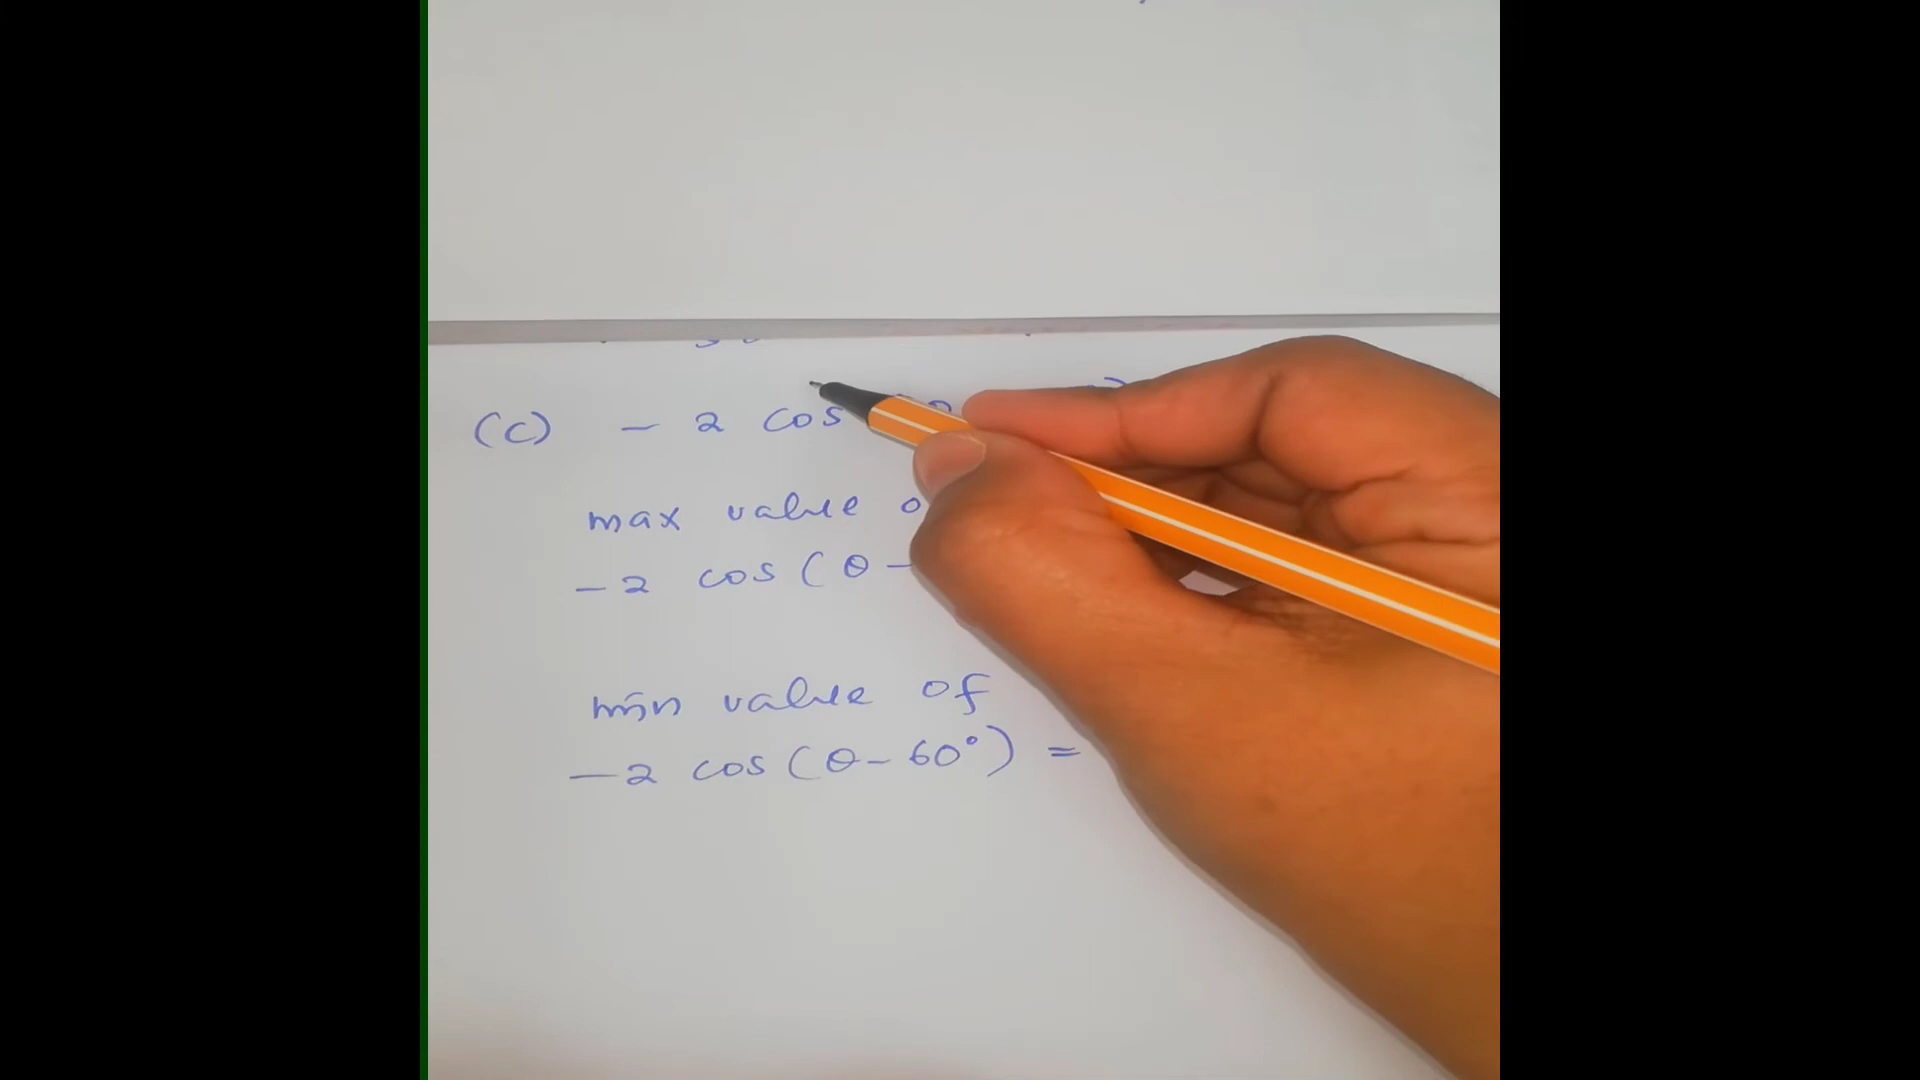 (c) - 2 cos
max value
-2 cos (θ -
min value of
-2 cos (θ - 60°) =